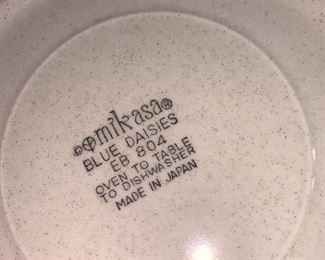 © mikasa®
BLUE DAISIES
EB 804
OVEN TO TABLE
TO DISHWASHER
MADE IN JAPAN